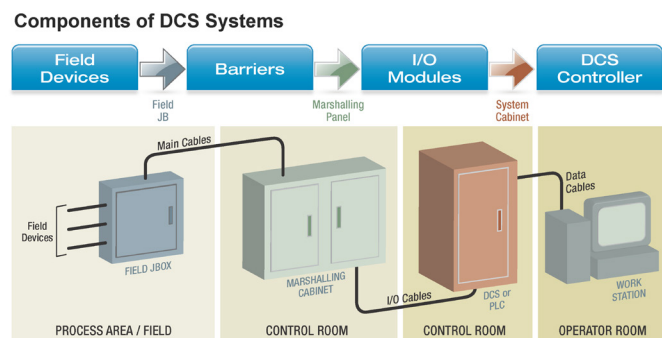 Components of DCS Systems
Field
Devices
Barriers
I/O
Modules
DCS
Controller
Field
JB
Marshalling
Panel
System
Cabinet
Main Cables
Data
Cables
Field
Devices
FIELD JBOX
MARSHALLING
CABINET
I/O Cables
DCS or
PLC
WORK
STATION
PROCESS AREA / FIELD
CONTROL ROOM
CONTROL ROOM
OPERATOR ROOM